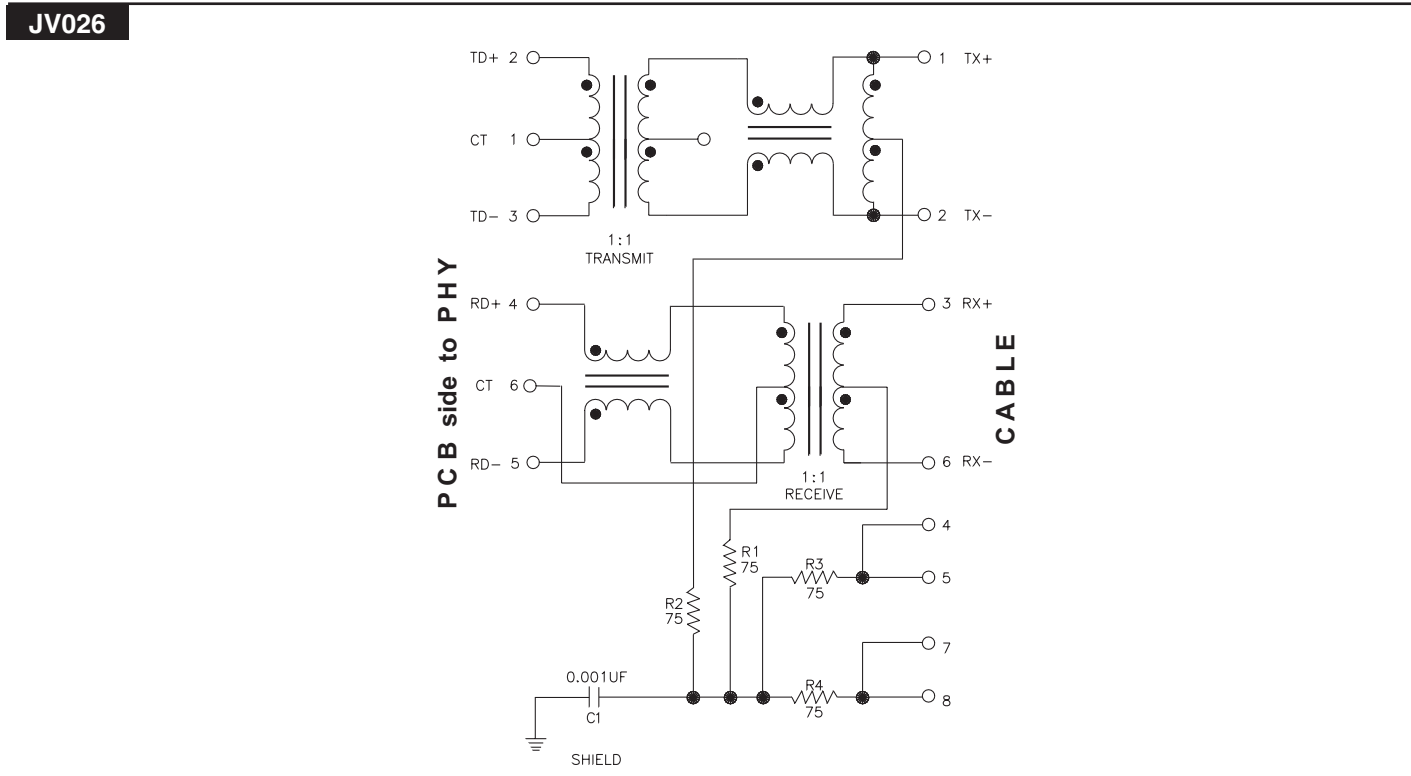 JV026
TD+ 2
1 TX+
CT 1
TD- 3
2 TX-
1:1
TRANSMIT
PCB side to PHY
RD+ 4
3 RX+
CABLE
CT 6
RD- 5
6 RX-
1:1
RECEIVE
4
R1
75
R3
75
5
R2
75
7
0.001UF
C1
R4
75
8
SHIELD